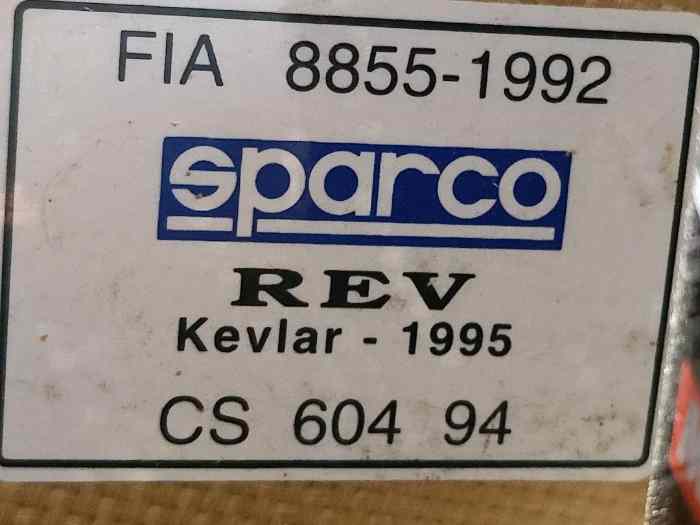 FIA 8855-1992
sparco
REV
Kevlar - 1995
CS 604 94